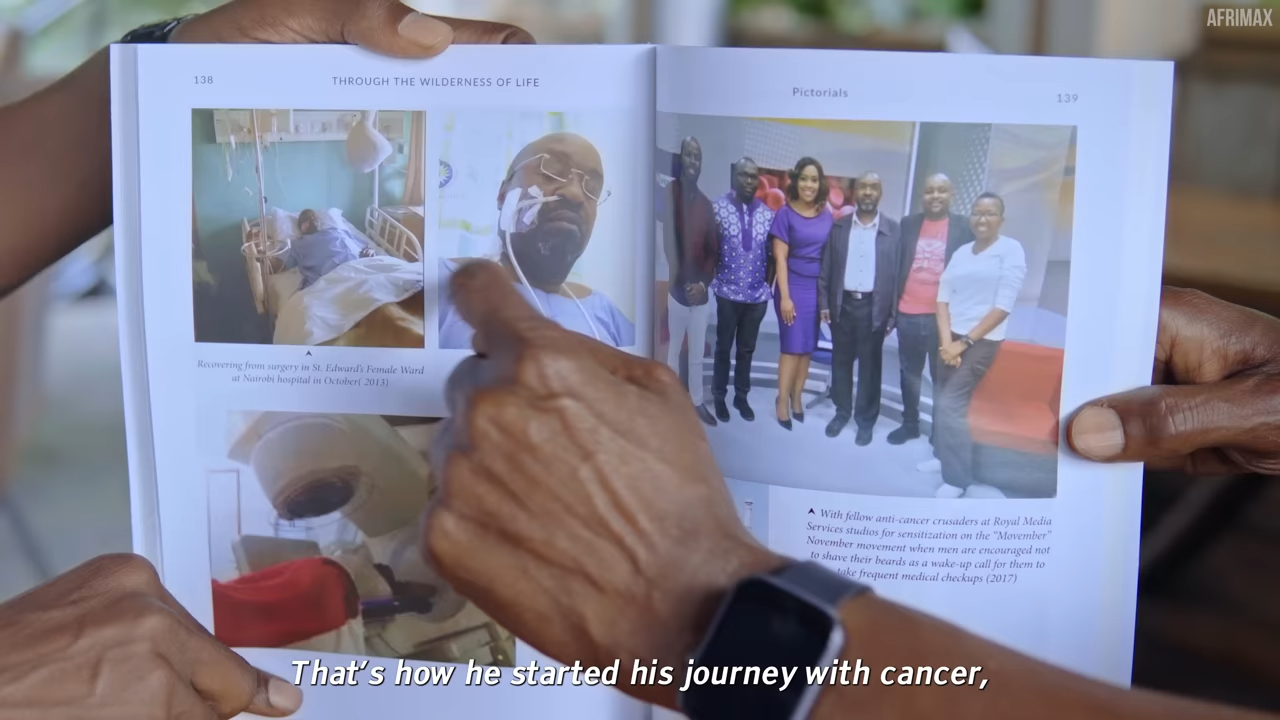 AFRIMAX
138
THROUGH THE WILDERNESS OF LIFE
Recovering from surgery in St. Edward's Female Ward
at Nairobi hospital in October( 2013)
Pictorials
139
With fellow anti-cancer crusaders at Royal Media
Services studios for sensitization on the "Movember"
November movement when men are encouraged not
to shave their beards as a wake-up call for them to
take frequent medical checkups (2017)
That's how he started his journey with cancer,